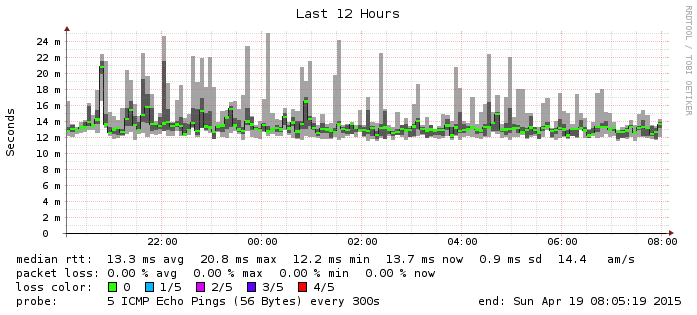 Last 12 Hours
RRDTOOL / TOBI OETIKER
Seconds
24 m
22 m
20 m
18 m
16 m
14 m
12 m
10 m
8 m
6 m
4 m
2 m
0
22:00 00:00 02:00 04:00 06:00 08:00
median rtt: 13.3 ms avg 20.8 ms max 12.2 ms min 13.7 ms now 0.9 ms sd 14.4 am/s
packet loss: 0.00 % avg 0.00 % max 0.00 % min 0.00 % now
loss color: 0 1/5 2/5 3/5 4/5
probe: 5 ICMP Echo Pings (56 Bytes) every 300s end: Sun Apr 19 08:05:19 2015